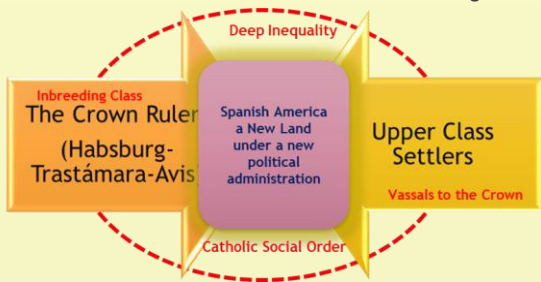 Deep Inequality
Inbreeding Class
The Crown Ruler
(Habsburg-
Trastámara-Avis)
Spanish America
a New Land
under a new
political
administration
Upper Class
Settlers
Vassals to the Crown
Catholic Social Order